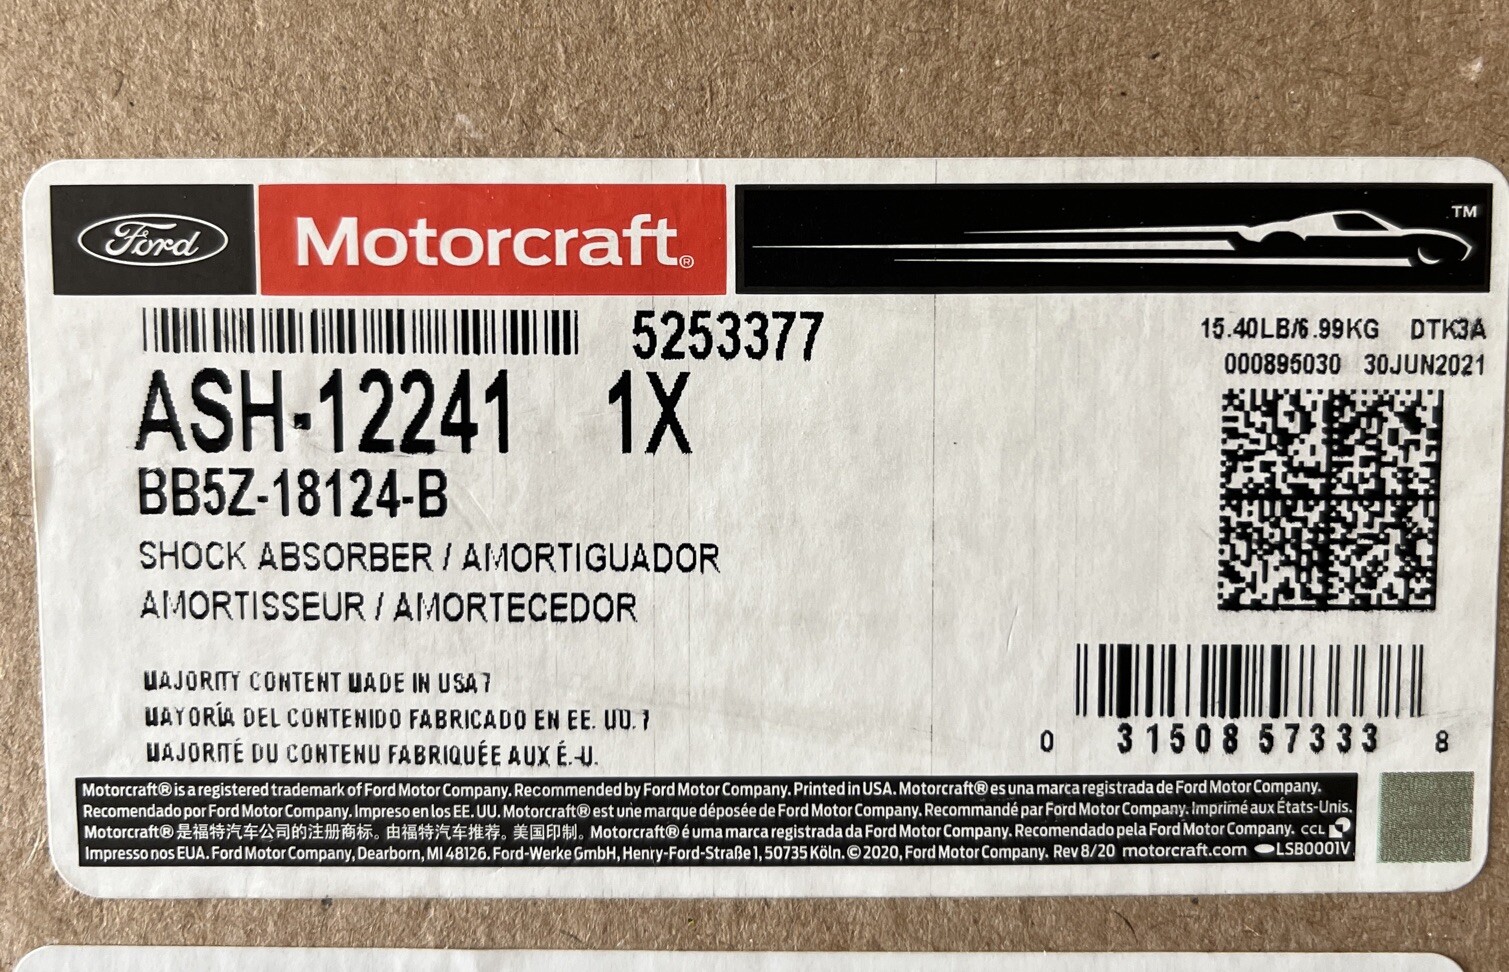 Ford Motorcraft® TM
5253377
15.40LB/6.99KG DTK3A
000895030 30JUN2021
ASH-12241 1X
BB5Z-18124-B
SHOCK ABSORBER / AMORTIGUADOR
AMORTISSEUR / AMORTECEDOR
MAJORITY CONTENT MADE IN USA 7
MAYORÍA DEL CONTENIDO FABRICADO EN EE. UU. 7
MAJORITÉ DU CONTENU FABRIQUÉE AUX É.-U.
0 31508 57333 8
Motorcraft® is a registered trademark of Ford Motor Company. Recommended by Ford Motor Company. Printed in USA. Motorcraft® es una marca registrada de Ford Motor Company.
Recomendado por Ford Motor Company. Impreso en los EE. UU. Motorcraft® est une marque déposée de Ford Motor Company. Recommandé par Ford Motor Company. Imprimé aux États-Unis.
Motorcraft® 是福特汽车公司的注册商标。由福特汽车推荐。美国印制。Motorcraft® é uma marca registrada da Ford Motor Company. Recomendado pela Ford Motor Company. CCL
Impresso nos EUA. Ford Motor Company, Dearborn, MI 48126. Ford-Werke GmbH, Henry-Ford-Straße 1, 50735 Köln. © 2020, Ford Motor Company. Rev 8/20 motorcraft.com LSB0001V